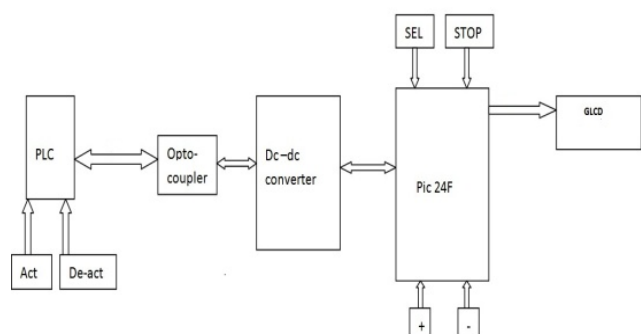 SEL
STOP
PLC
Opto-
coupler
Dc–dc
converter
Pic 24F
GLCD
Act
De-act
+
-